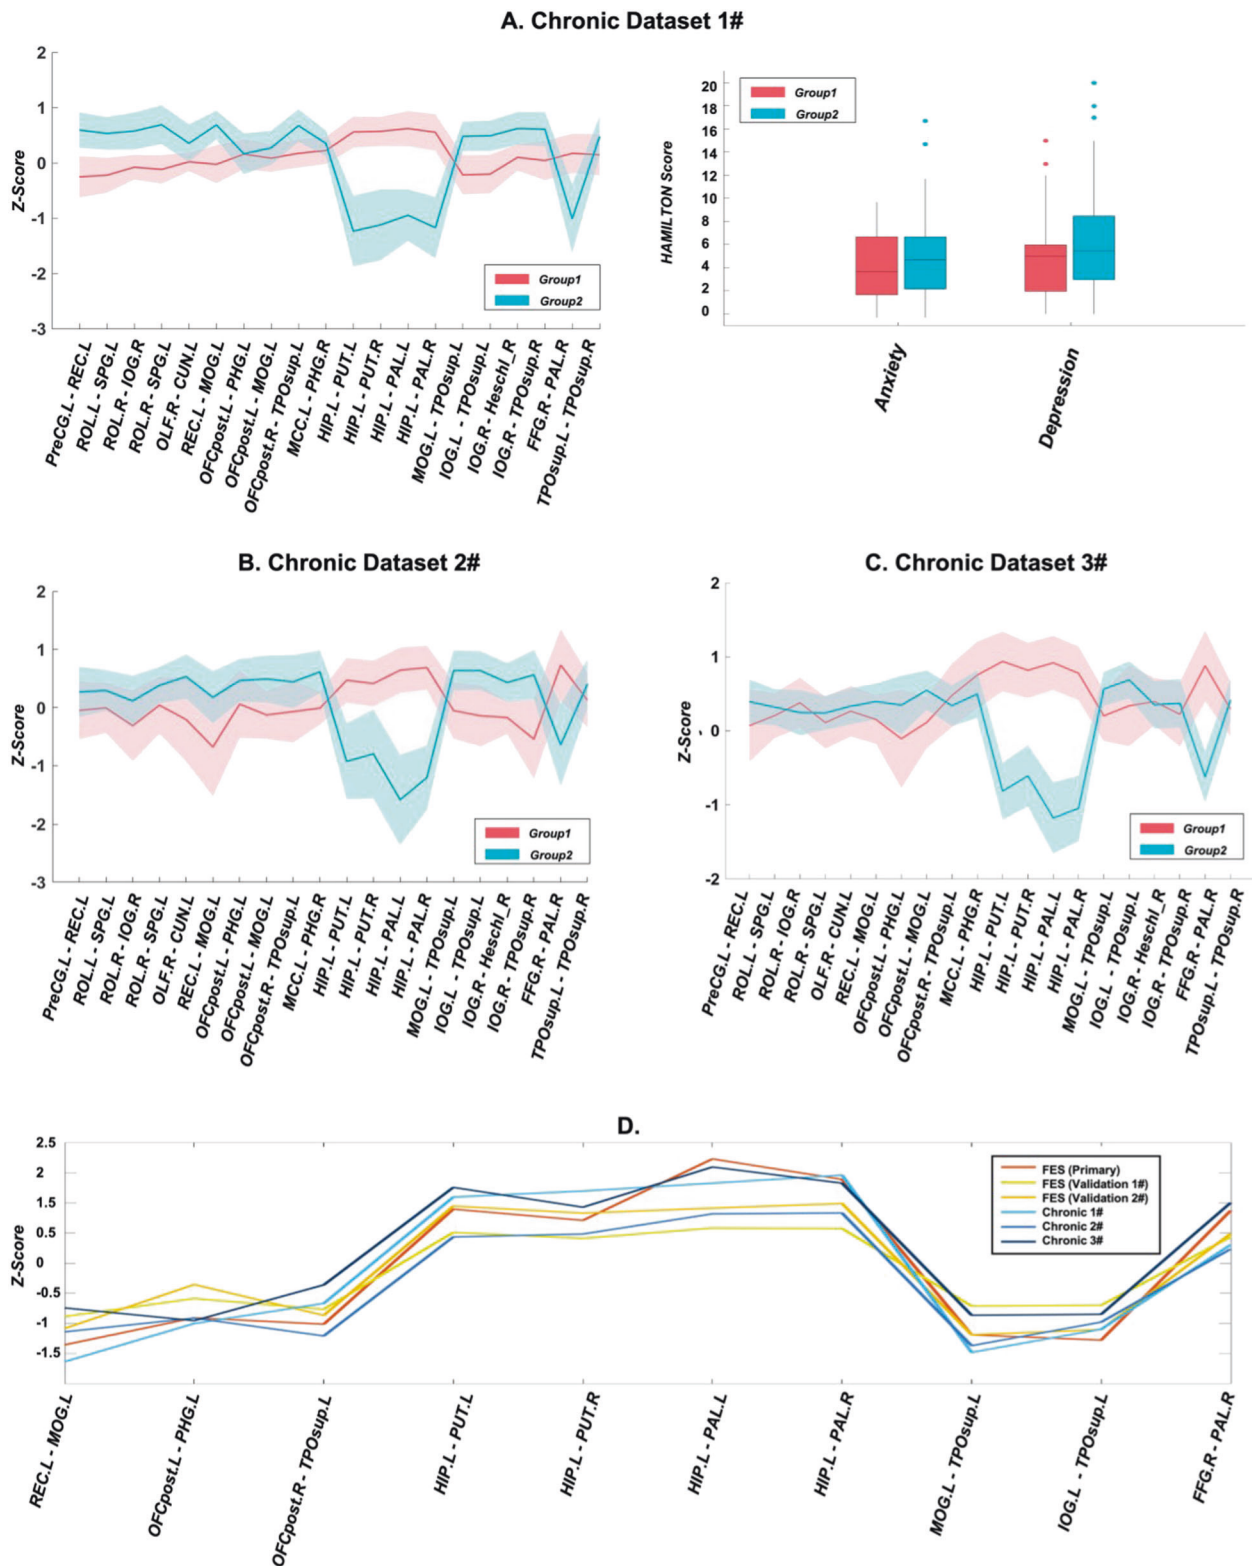 A. Chronic Dataset 1#
2
1
0
-1
-2
-3
Z-Score
Group1
Group2
PreCG.L - REC.L
ROL.L - SPG.L
ROL.R - IOG.R
ROL.R - SPG.L
OLF.R - CUN.L
REC.L - MOG.L
OFCpost.L - PHG.L
OFCpost.L - MOG.L
OFCpost.R - TPOsup.L
MCC.L - PHG.R
HIP.L - PUT.L
HIP.L - PUT.R
HIP.L - PAL.L
HIP.L - PAL.R
MOG.L - TPOsup.L
IOG.L - TPOsup.L
IOG.R - Heschl_R
IOG.R - TPOsup.R
FFG.R - PAL.R
TPOsup.L - TPOsup.R
20
18
16
14
12
10
8
6
4
2
0
HAMILTON Score
Group1
Group2
Anxiety
Depression
B. Chronic Dataset 2#
2
1
0
-1
-2
-3
Z-Score
Group1
Group2
PreCG.L - REC.L
ROL.L - SPG.L
ROL.R - IOG.R
ROL.R - SPG.L
OLF.R - CUN.L
REC.L - MOG.L
OFCpost.L - PHG.L
OFCpost.L - MOG.L
OFCpost.R - TPOsup.L
MCC.L - PHG.R
HIP.L - PUT.L
HIP.L - PUT.R
HIP.L - PAL.L
HIP.L - PAL.R
MOG.L - TPOsup.L
IOG.L - TPOsup.L
IOG.R - Heschl_R
IOG.R - TPOsup.R
FFG.R - PAL.R
TPOsup.L - TPOsup.R
C. Chronic Dataset 3#
2
1
0
-1
-2
Z-Score
Group1
Group2
PreCG.L - REC.L
ROL.L - SPG.L
ROL.R - IOG.R
ROL.R - SPG.L
OLF.R - CUN.L
REC.L - MOG.L
OFCpost.L - PHG.L
OFCpost.L - MOG.L
OFCpost.R - TPOsup.L
MCC.L - PHG.R
HIP.L - PUT.L
HIP.L - PUT.R
HIP.L - PAL.L
HIP.L - PAL.R
MOG.L - TPOsup.L
IOG.L - TPOsup.L
IOG.R - Heschl_R
IOG.R - TPOsup.R
FFG.R - PAL.R
TPOsup.L - TPOsup.R
D.
2.5
2
1.5
1
0.5
0
-0.5
-1
-1.5
Z-Score
FES (Primary)
FES (Validation 1#)
FES (Validation 2#)
Chronic 1#
Chronic 2#
Chronic 3#
REC.L - MOG.L
OFCpost.L - PHG.L
OFCpost.R - TPOsup.L
HIP.L - PUT.L
HIP.L - PUT.R
HIP.L - PAL.L
HIP.L - PAL.R
MOG.L - TPOsup.L
IOG.L - TPOsup.L
FFG.R - PAL.R